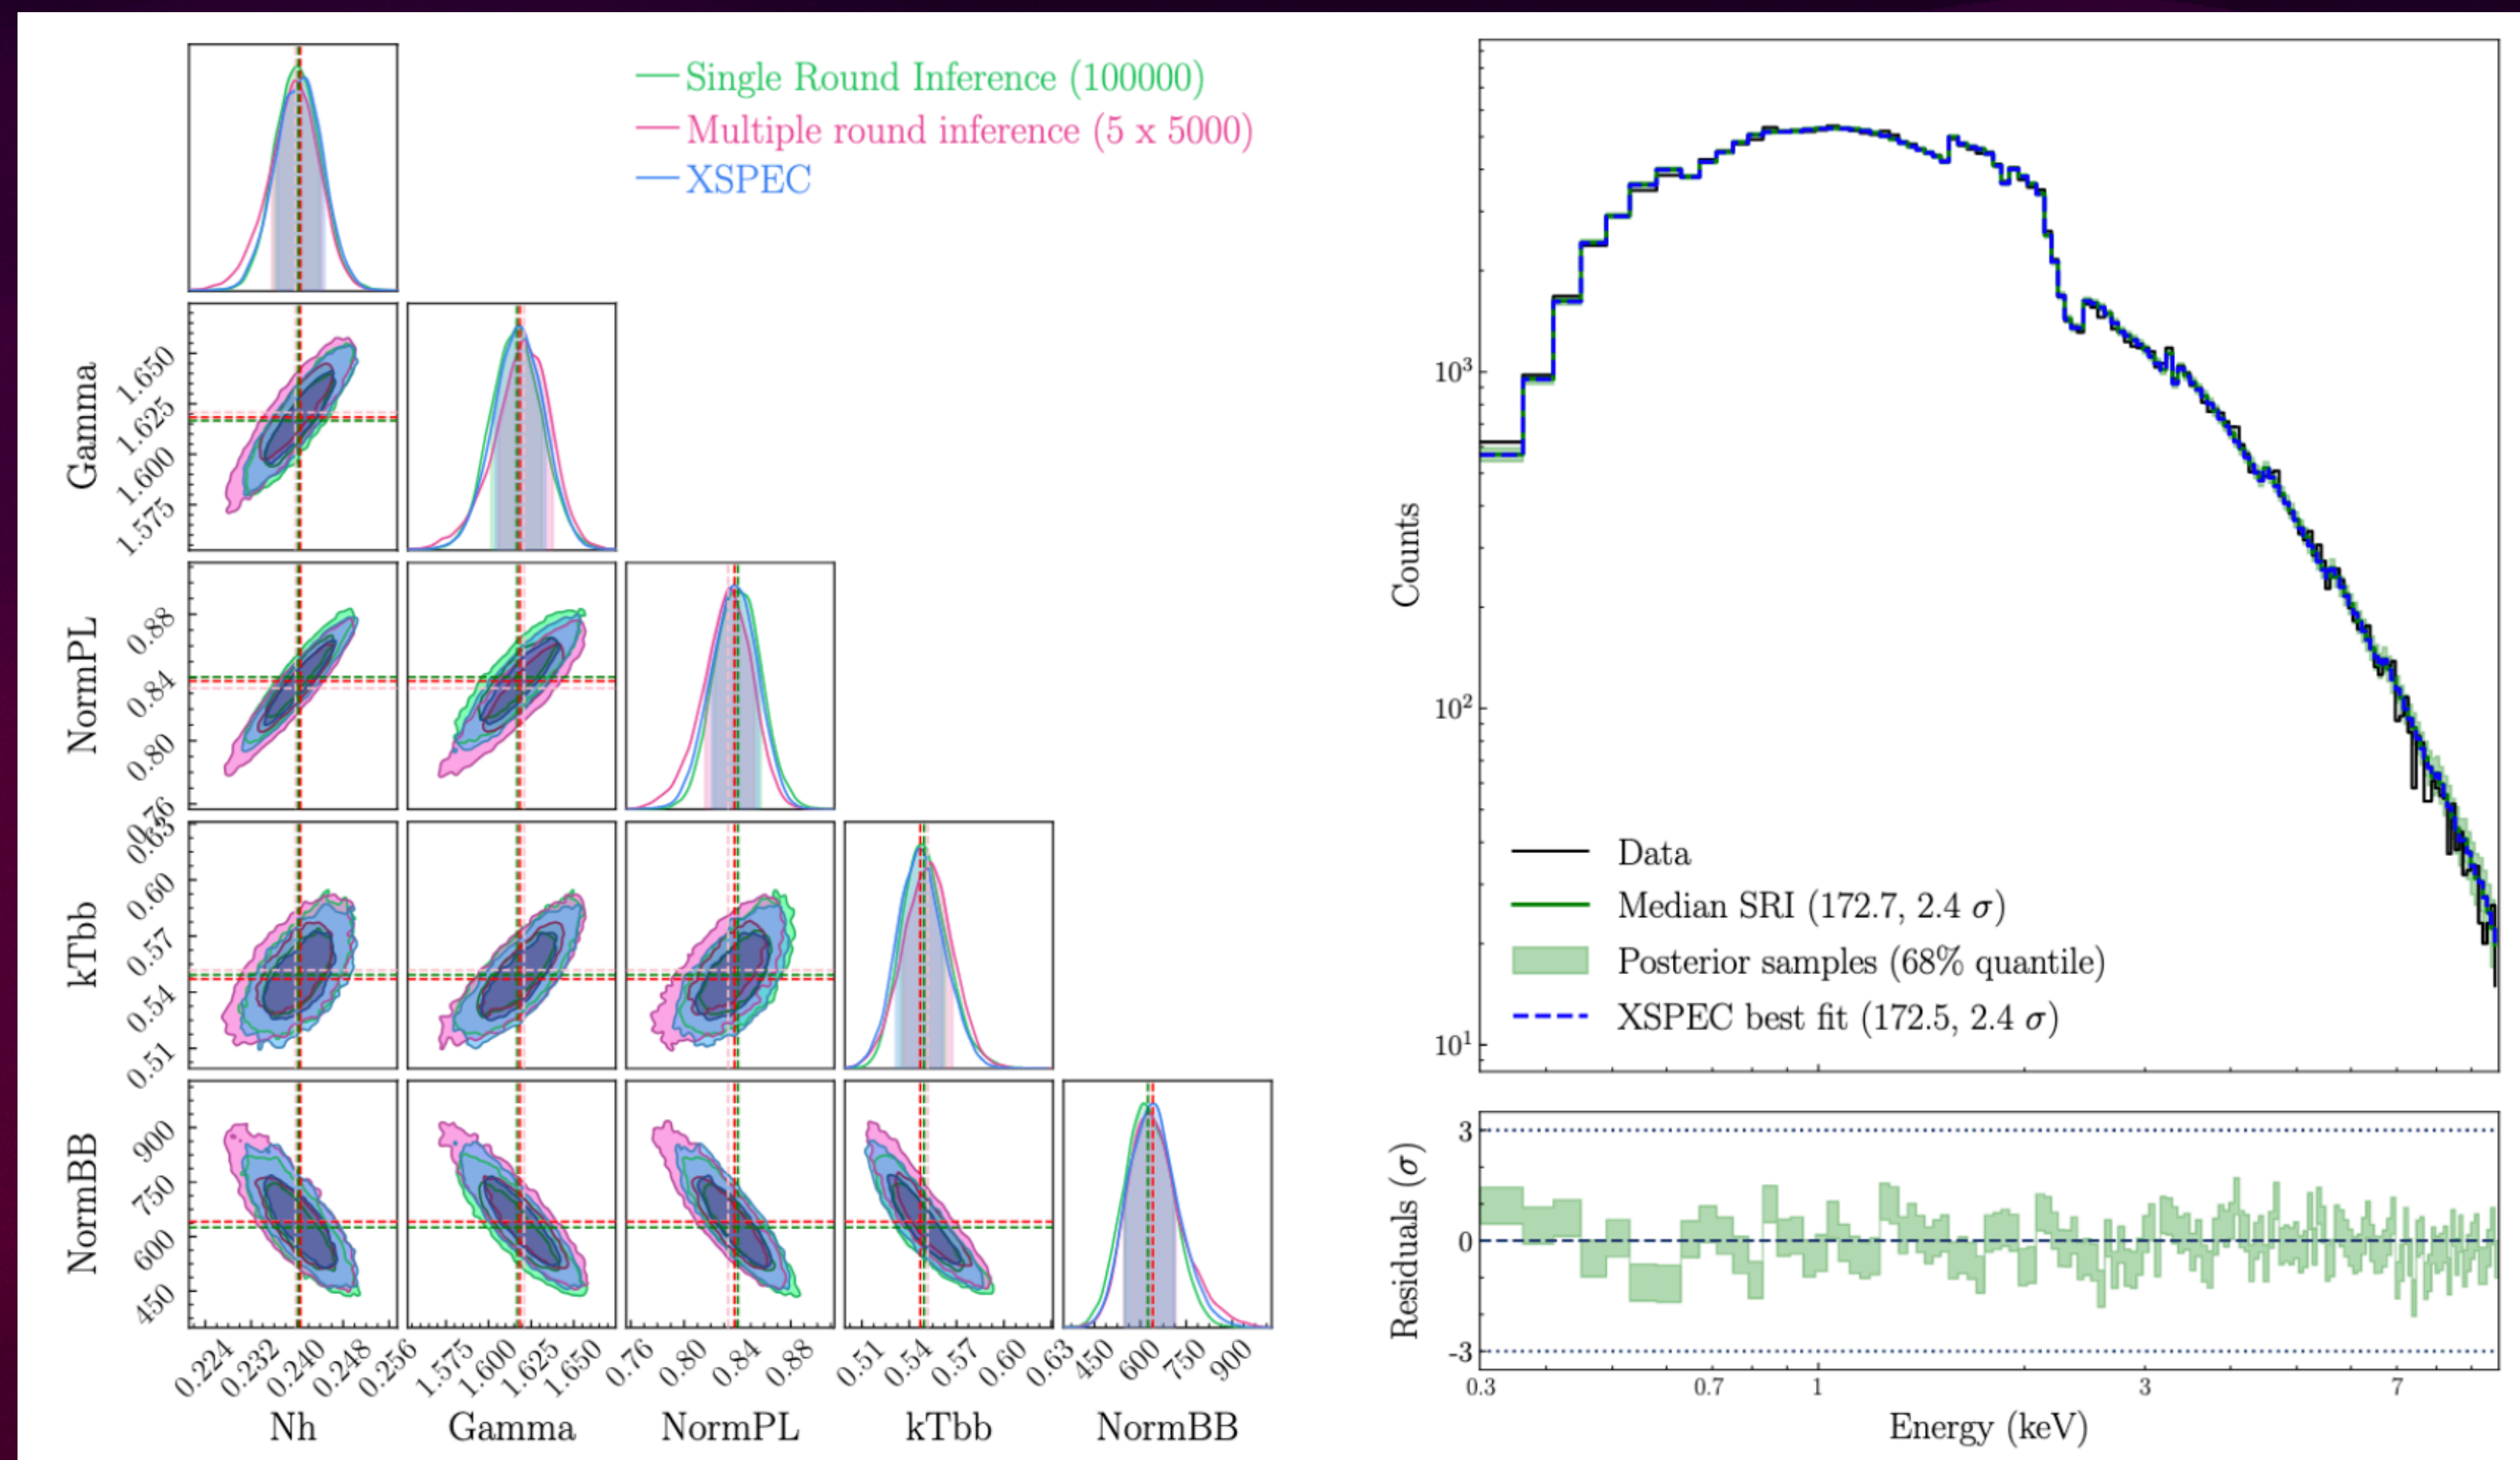 Single Round Inference (100000)
Multiple round inference (5 x 5000)
XSPEC
Gamma
1.650
1.625
1.600
1.575
NormPL
0.88
0.84
0.80
0.76
kTbb
0.63
0.60
0.57
0.54
0.51
NormBB
900
750
600
450
0.224 0.232 0.240 0.248 0.256
1.575 1.600 1.625 1.650
0.76 0.80 0.84 0.88
0.51 0.54 0.57 0.60 0.63
450 600 750 900
Nh Gamma NormPL kTbb NormBB
Counts
10³
10²
10¹
Data
Median SRI (172.7, 2.4 σ)
Posterior samples (68% quantile)
XSPEC best fit (172.5, 2.4 σ)
Residuals (σ)
3
0
-3
0.3 0.7 1 3 7
Energy (keV)